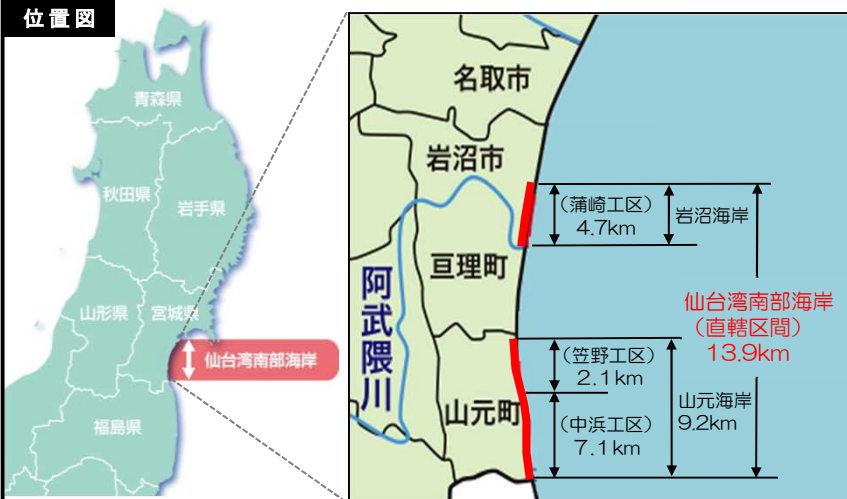 位置図
青森県
秋田県
岩手県
山形県
宮城県
仙台湾南部海岸
福島県
名取市
岩沼市
(蒲崎工区)
4.7km
岩沼海岸
亘理町
阿武隈川
仙台湾南部海岸
(直轄区間)
13.9km
(笠野工区)
2.1km
山元町
山元海岸
9.2km
(中浜工区)
7.1km